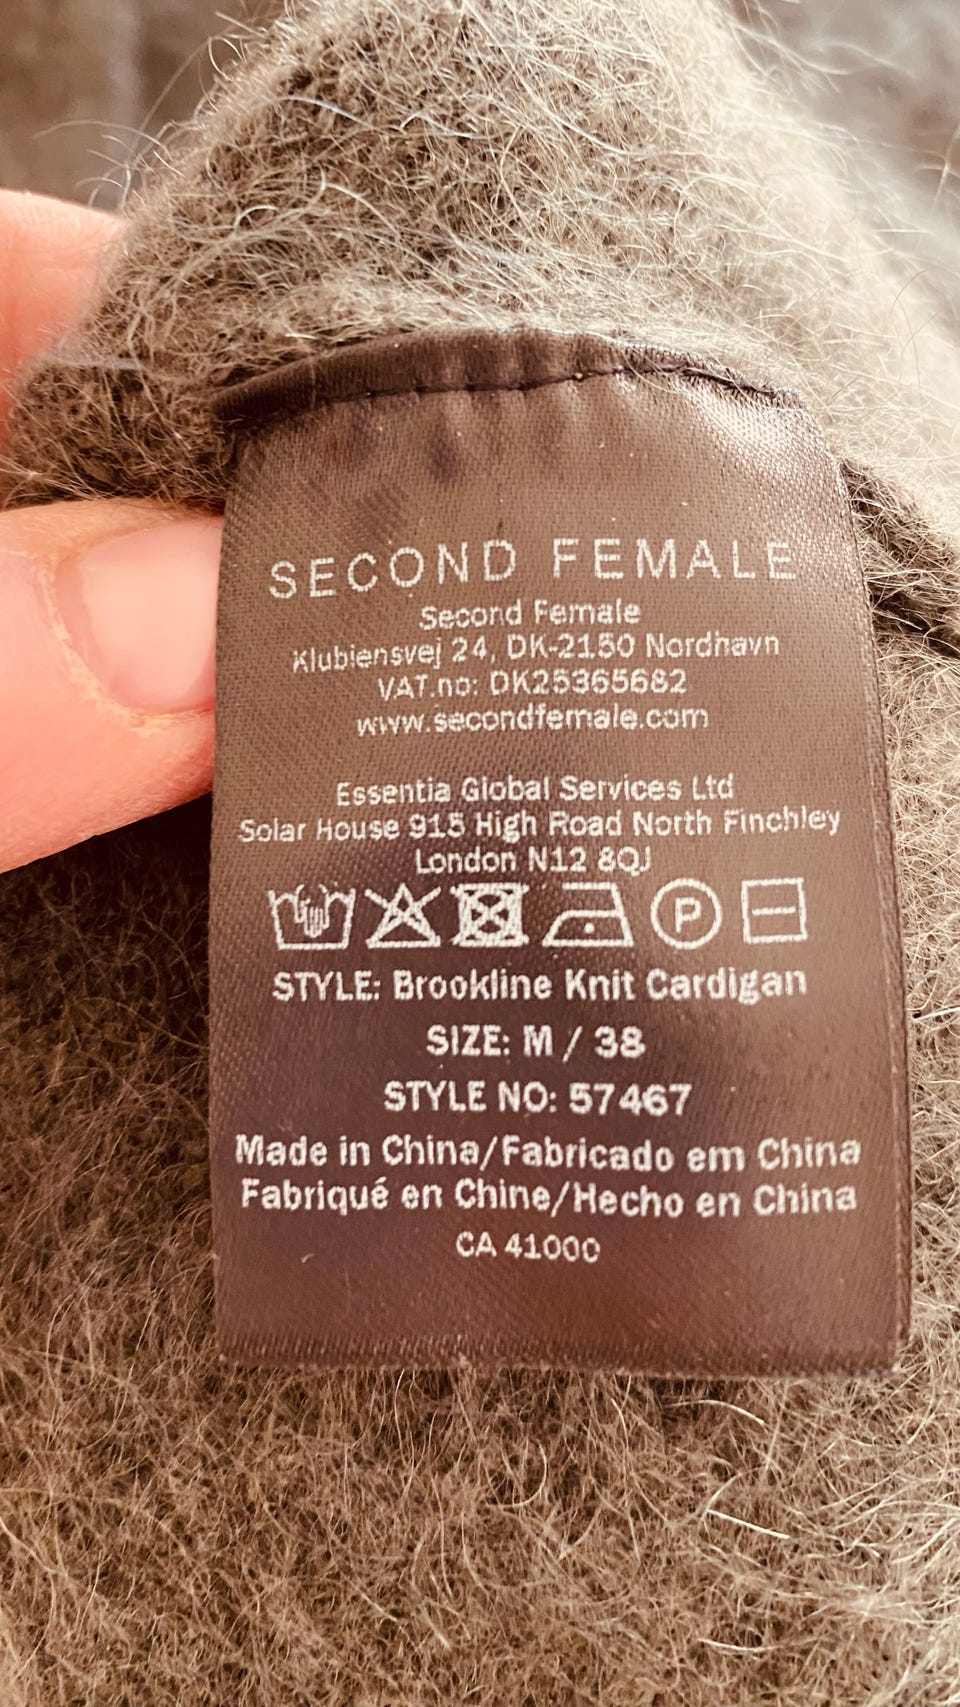 SECOND FEMALE
Second Female
Klubiensvej 24, DK-2150 Nordhavn
VAT.no: DK25365682
www.secondfemale.com
Essentia Global Services Ltd
Solar House 915 High Road North Finchley
London N12 8QJ
P
STYLE: Brookline Knit Cardigan
SIZE: M / 38
STYLE NO: 57467
Made in China/Fabricado em China
Fabriqué en Chine/Hecho en China
CA 41000